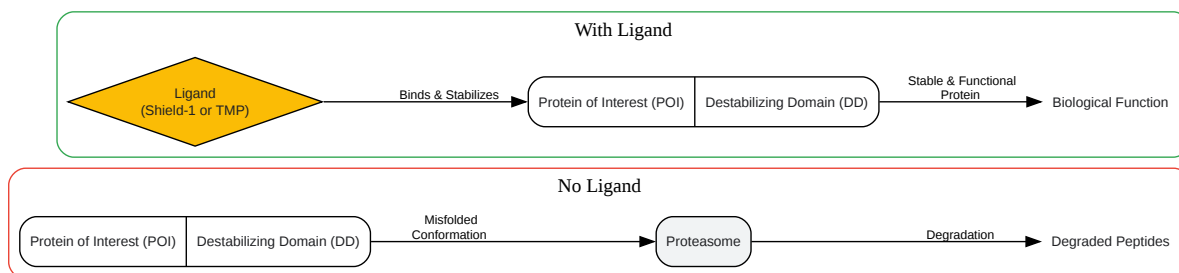 With Ligand
Ligand
(Shield-1 or TMP)
Binds & Stabilizes
Protein of Interest (POI)
Destabilizing Domain (DD)
Stable & Functional
Protein
Biological Function
No Ligand
Protein of Interest (POI)
Destabilizing Domain (DD)
Misfolded
Conformation
Proteasome
Degradation
Degraded Peptides